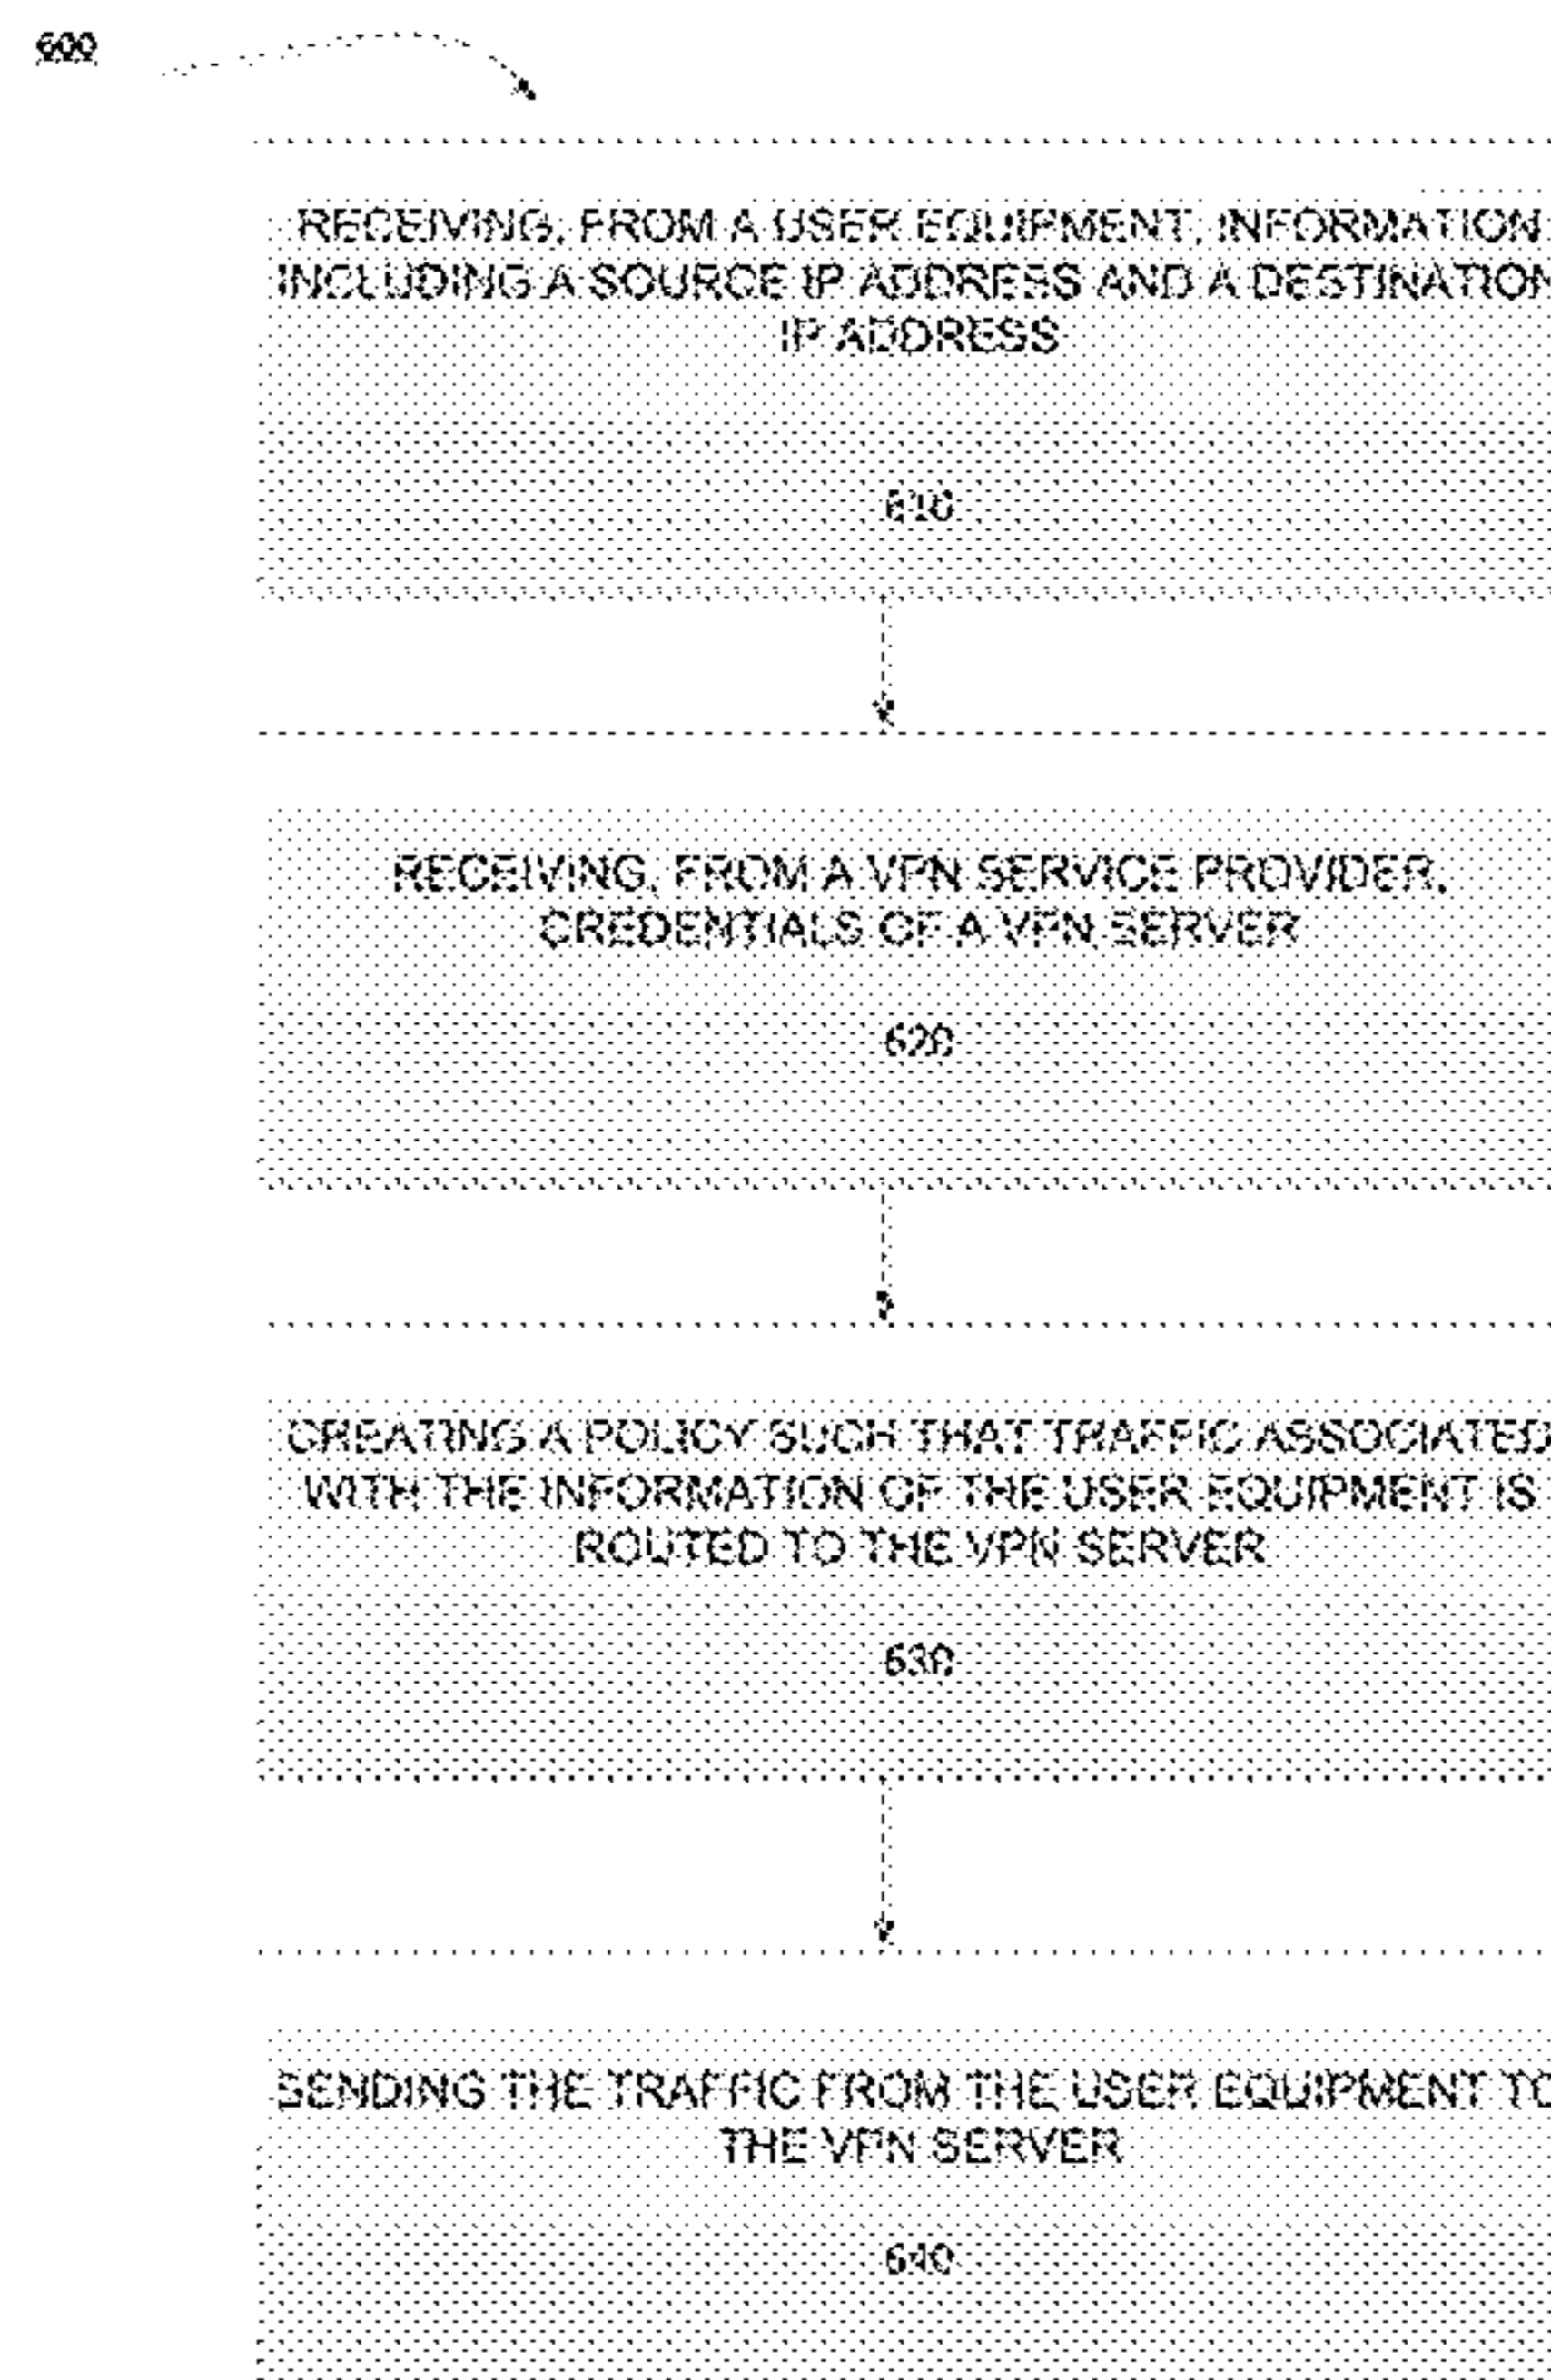 600
RECEIVING, FROM A USER EQUIPMENT, INFORMATION
INCLUDING A SOURCE IP ADDRESS AND A DESTINATION
IP ADDRESS
610
RECEIVING, FROM A VPN SERVICE PROVIDER,
CREDENTIALS OF A VPN SERVER
620
CREATING A POLICY SUCH THAT TRAFFIC ASSOCIATED
WITH THE INFORMATION OF THE USER EQUIPMENT IS
ROUTED TO THE VPN SERVER
630
SENDING THE TRAFFIC FROM THE USER EQUIPMENT TO
THE VPN SERVER
640